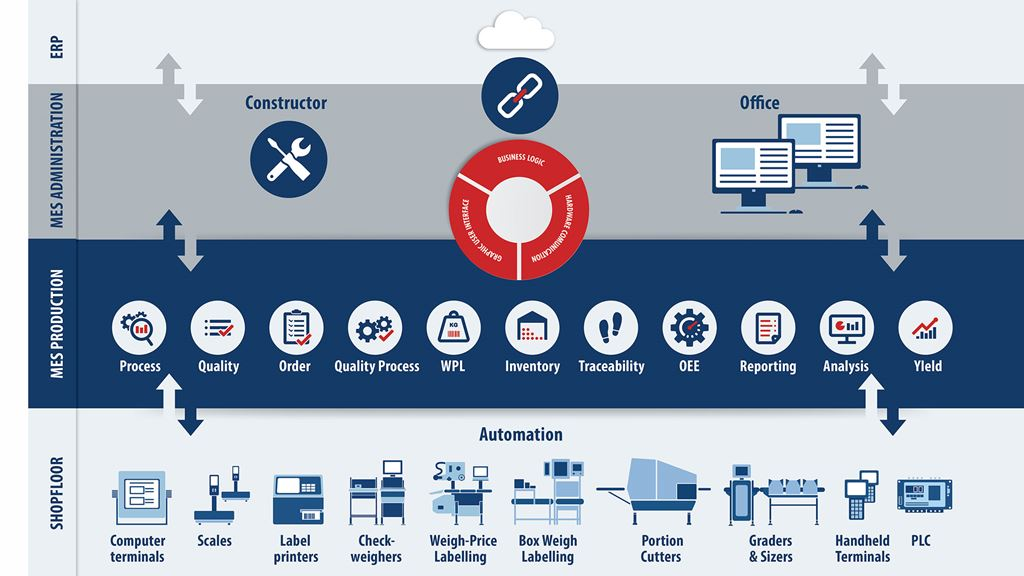 ERP
MES ADMINISTRATION
Constructor
Office
BUSINESS LOGIC
HARDWARE COMUNICATION
GRAPHIC USER INTERFACE
MES PRODUCTION
KG
Process
Quality
Order
Quality Process
WPL
Inventory
Traceability
OEE
Reporting
Analysis
Yield
SHOPFLOOR
Automation
Computer
terminals
Scales
Label
printers
Check-
weighers
Weigh-Price
Labelling
Box Weigh
Labelling
Portion
Cutters
Graders
& Sizers
Handheld
Terminals
PLC